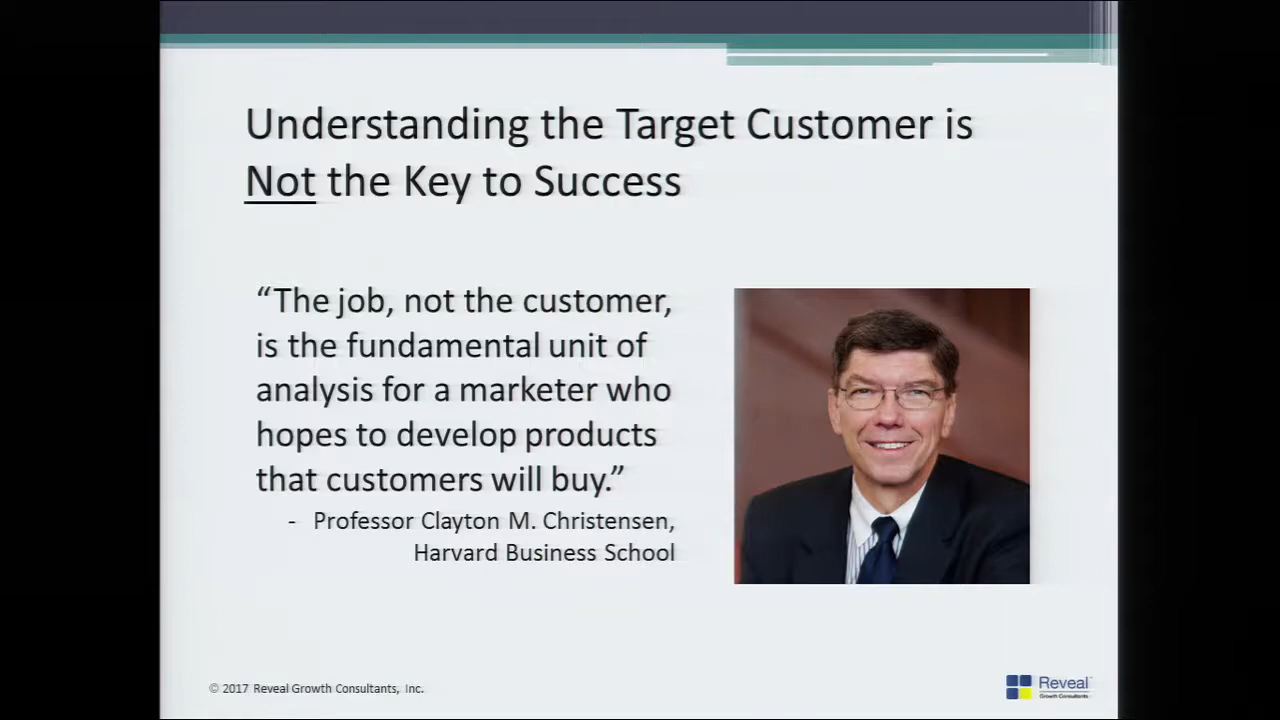 Understanding the Target Customer is
Not the Key to Success
“The job, not the customer,
is the fundamental unit of
analysis for a marketer who
hopes to develop products
that customers will buy.”
- Professor Clayton M. Christensen,
Harvard Business School
© 2017 Reveal Growth Consultants, Inc.
Reveal
Growth Consultants